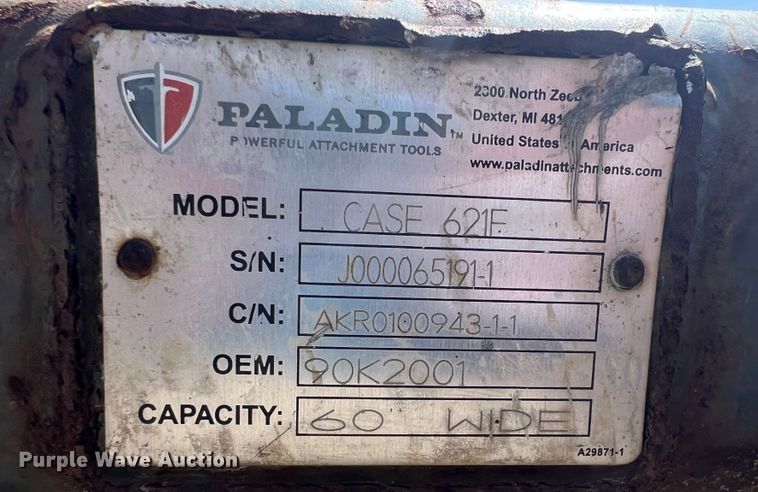 PALADIN™
POWERFUL ATTACHMENT TOOLS
2300 North
Dexter, MI
United States America
www.paladinattachments.com
MODEL: CASE 621F
S/N: J000065191-1
C/N: AKR0100943-1-1
OEM: 90K2001
CAPACITY: 60 WIDE
A29871-1
Purple Wave Auction